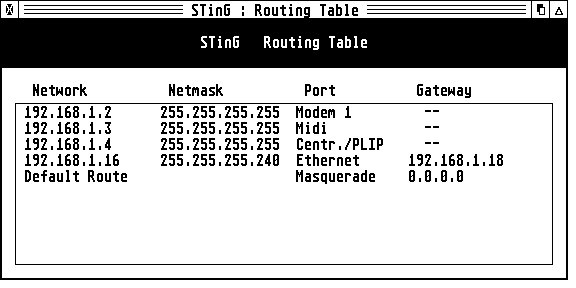 STinG : Routing Table
STinG Routing Table
Network Netmask Port Gateway
192.168.1.2 255.255.255.255 Modem 1 --
192.168.1.3 255.255.255.255 Midi --
192.168.1.4 255.255.255.255 Centr./PLIP --
192.168.1.16 255.255.255.240 Ethernet 192.168.1.18
Default Route Masquerade 0.0.0.0